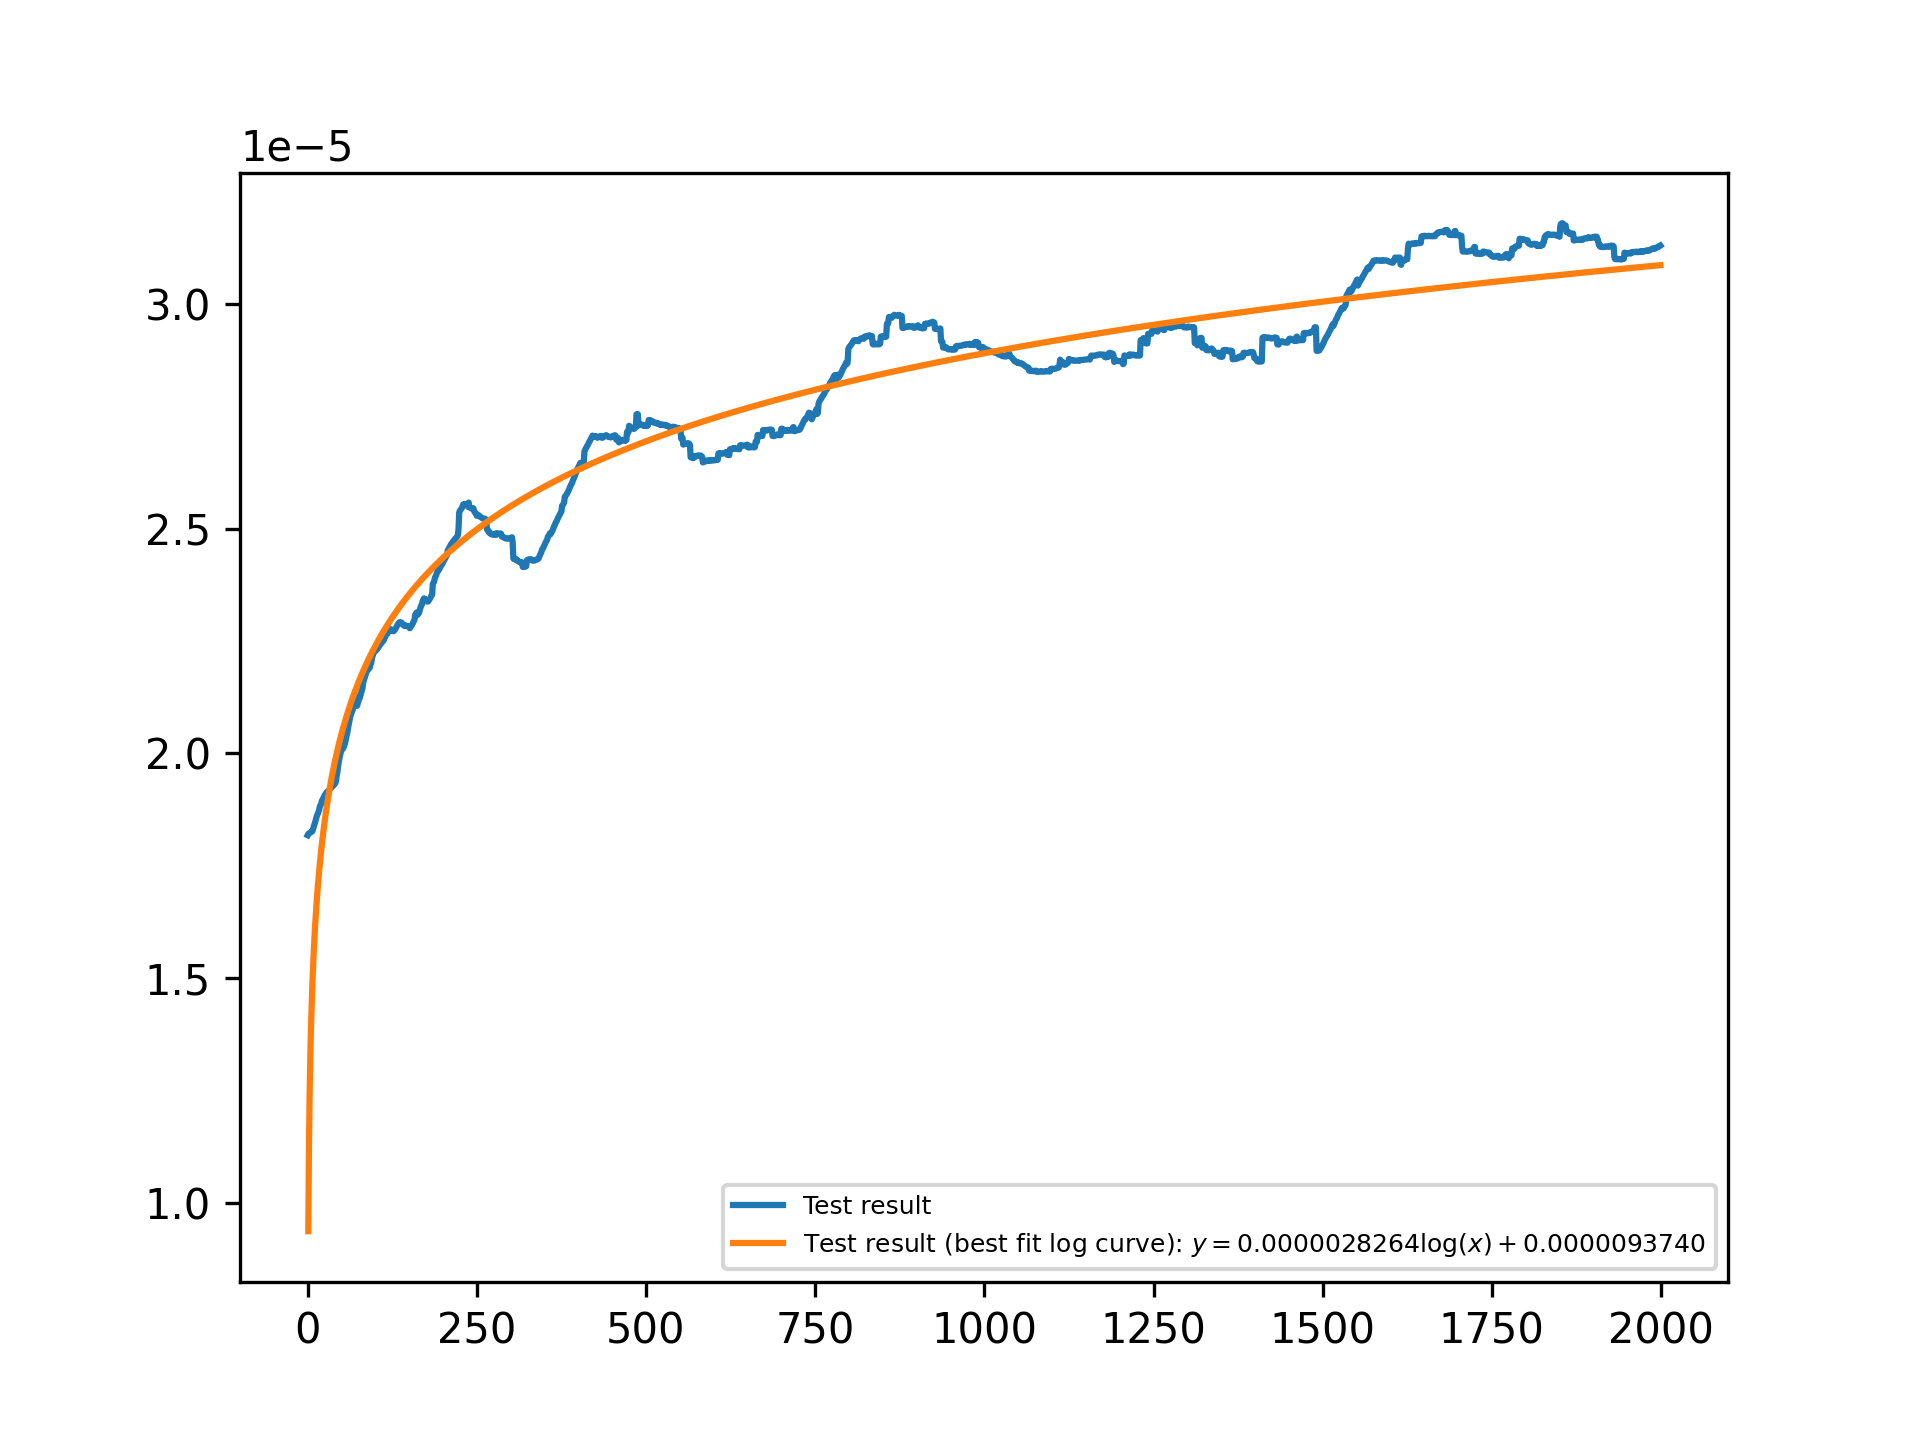 1e−5
3.0
2.5
2.0
1.5
1.0
0 250 500 750 1000 1250 1500 1750 2000
Test result
Test result (best fit log curve): y = 0.0000028264log(x) + 0.0000093740